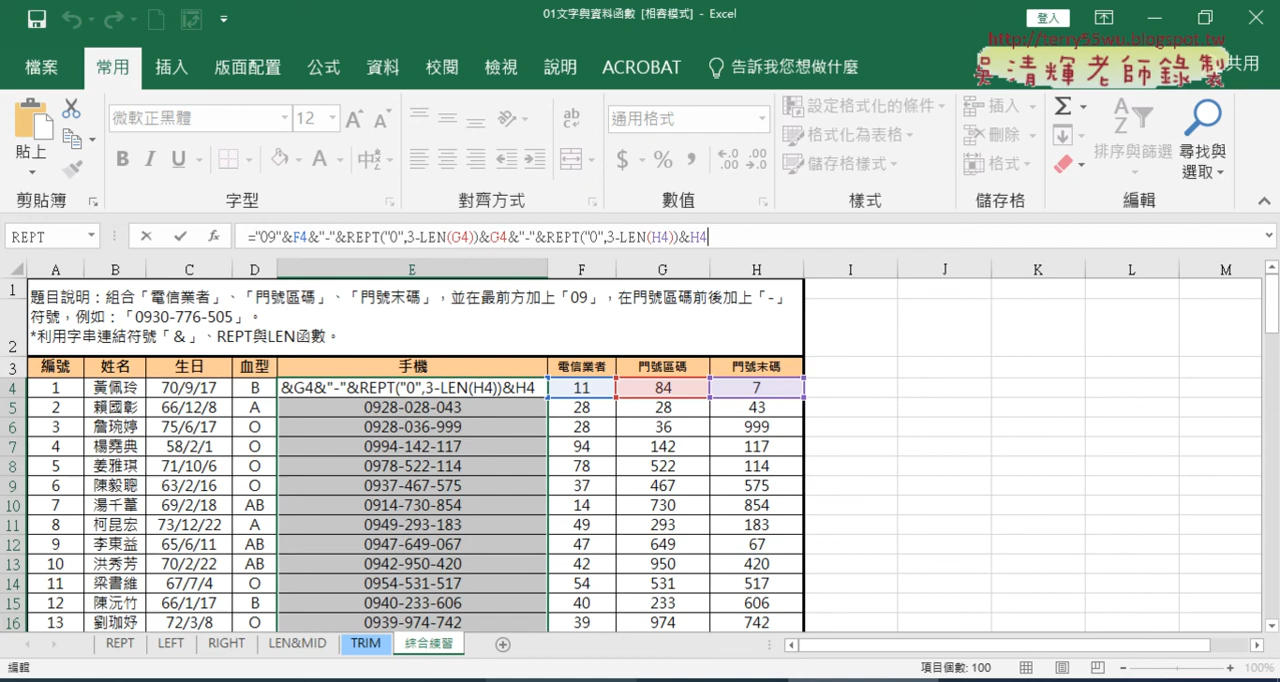 01文字與資料函數 [相容模式] - Excel
登入
http://terry55wu.blogspot.tw
吳清輝老師錄製
檔案 常用 插入 版面配置 公式 資料 校閱 檢視 說明 ACROBAT 告訴我您想做什麼 共用
貼上
微軟正黑體 12
通用格式
設定格式化的條件
格式化為表格
儲存格樣式
插入
刪除
格式
排序與篩選
尋找與
選取
剪貼簿 字型 對齊方式 數值 樣式 儲存格 編輯
REPT
="09"&F4&"-"&REPT("0",3-LEN(G4))&G4&"-"&REPT("0",3-LEN(H4))&H4
A B C D E F G H I J K L M
1 題目說明：組合「電信業者」、「門號區碼」、「門號末碼」，並在最前方加上「09」，在門號區碼前後加上「-」
2 符號，例如：「0930-776-505」。
*利用字串連結符號「&」、REPT與LEN函數。
3 編號 姓名 生日 血型 手機 電信業者 門號區碼 門號末碼
4 1 黃佩玲 70/9/17 B &G4&"-"&REPT("0",3-LEN(H4))&H4 11 84 7
5 2 賴國彰 66/12/8 A 0928-028-043 28 28 43
6 3 詹琬婷 75/6/17 O 0928-036-999 28 36 999
7 4 楊堯典 58/2/1 O 0994-142-117 94 142 117
8 5 姜雅琪 71/10/6 O 0978-522-114 78 522 114
9 6 陳毅聰 63/2/16 O 0937-467-575 37 467 575
10 7 湯千葦 69/2/18 AB 0914-730-854 14 730 854
11 8 柯昆宏 73/12/22 A 0949-293-183 49 293 183
12 9 李東益 65/6/11 AB 0947-649-067 47 649 67
13 10 洪秀芳 70/2/22 AB 0942-950-420 42 950 420
14 11 梁書維 67/7/4 O 0954-531-517 54 531 517
15 12 陳沅竹 66/1/17 B 0940-233-606 40 233 606
16 13 劉珈妤 72/3/8 O 0939-974-742 39 974 742
REPT LEFT RIGHT LEN&MID TRIM 綜合練習
編輯 項目個數: 100 100%